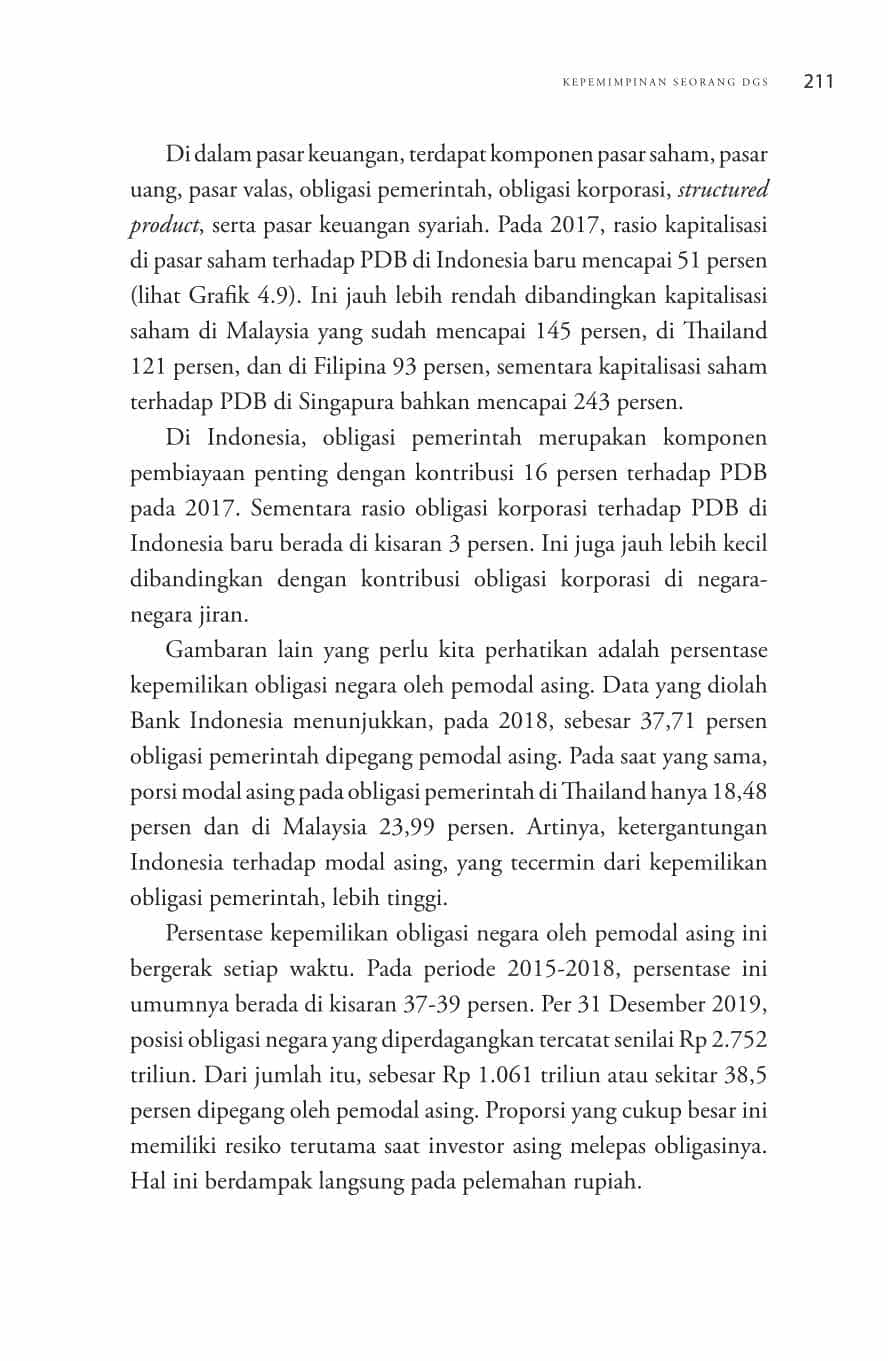 KEPEMIMPINAN SEORANG DGS 211
Di dalam pasar keuangan, terdapat komponen pasar saham, pasar
uang, pasar valas, obligasi pemerintah, obligasi korporasi, structured
product, serta pasar keuangan syariah. Pada 2017, rasio kapitalisasi
di pasar saham terhadap PDB di Indonesia baru mencapai 51 persen
(lihat Grafik 4.9). Ini jauh lebih rendah dibandingkan kapitalisasi
saham di Malaysia yang sudah mencapai 145 persen, di Thailand
121 persen, dan di Filipina 93 persen, sementara kapitalisasi saham
terhadap PDB di Singapura bahkan mencapai 243 persen.
Di Indonesia, obligasi pemerintah merupakan komponen
pembiayaan penting dengan kontribusi 16 persen terhadap PDB
pada 2017. Sementara rasio obligasi korporasi terhadap PDB di
Indonesia baru berada di kisaran 3 persen. Ini juga jauh lebih kecil
dibandingkan dengan kontribusi obligasi korporasi di negara-
negara jiran.
Gambaran lain yang perlu kita perhatikan adalah persentase
kepemilikan obligasi negara oleh pemodal asing. Data yang diolah
Bank Indonesia menunjukkan, pada 2018, sebesar 37,71 persen
obligasi pemerintah dipegang pemodal asing. Pada saat yang sama,
porsi modal asing pada obligasi pemerintah di Thailand hanya 18,48
persen dan di Malaysia 23,99 persen. Artinya, ketergantungan
Indonesia terhadap modal asing, yang tecermin dari kepemilikan
obligasi pemerintah, lebih tinggi.
Persentase kepemilikan obligasi negara oleh pemodal asing ini
bergerak setiap waktu. Pada periode 2015-2018, persentase ini
umumnya berada di kisaran 37-39 persen. Per 31 Desember 2019,
posisi obligasi negara yang diperdagangkan tercatat senilai Rp 2.752
triliun. Dari jumlah itu, sebesar Rp 1.061 triliun atau sekitar 38,5
persen dipegang oleh pemodal asing. Proporsi yang cukup besar ini
memiliki resiko terutama saat investor asing melepas obligasinya.
Hal ini berdampak langsung pada pelemahan rupiah.